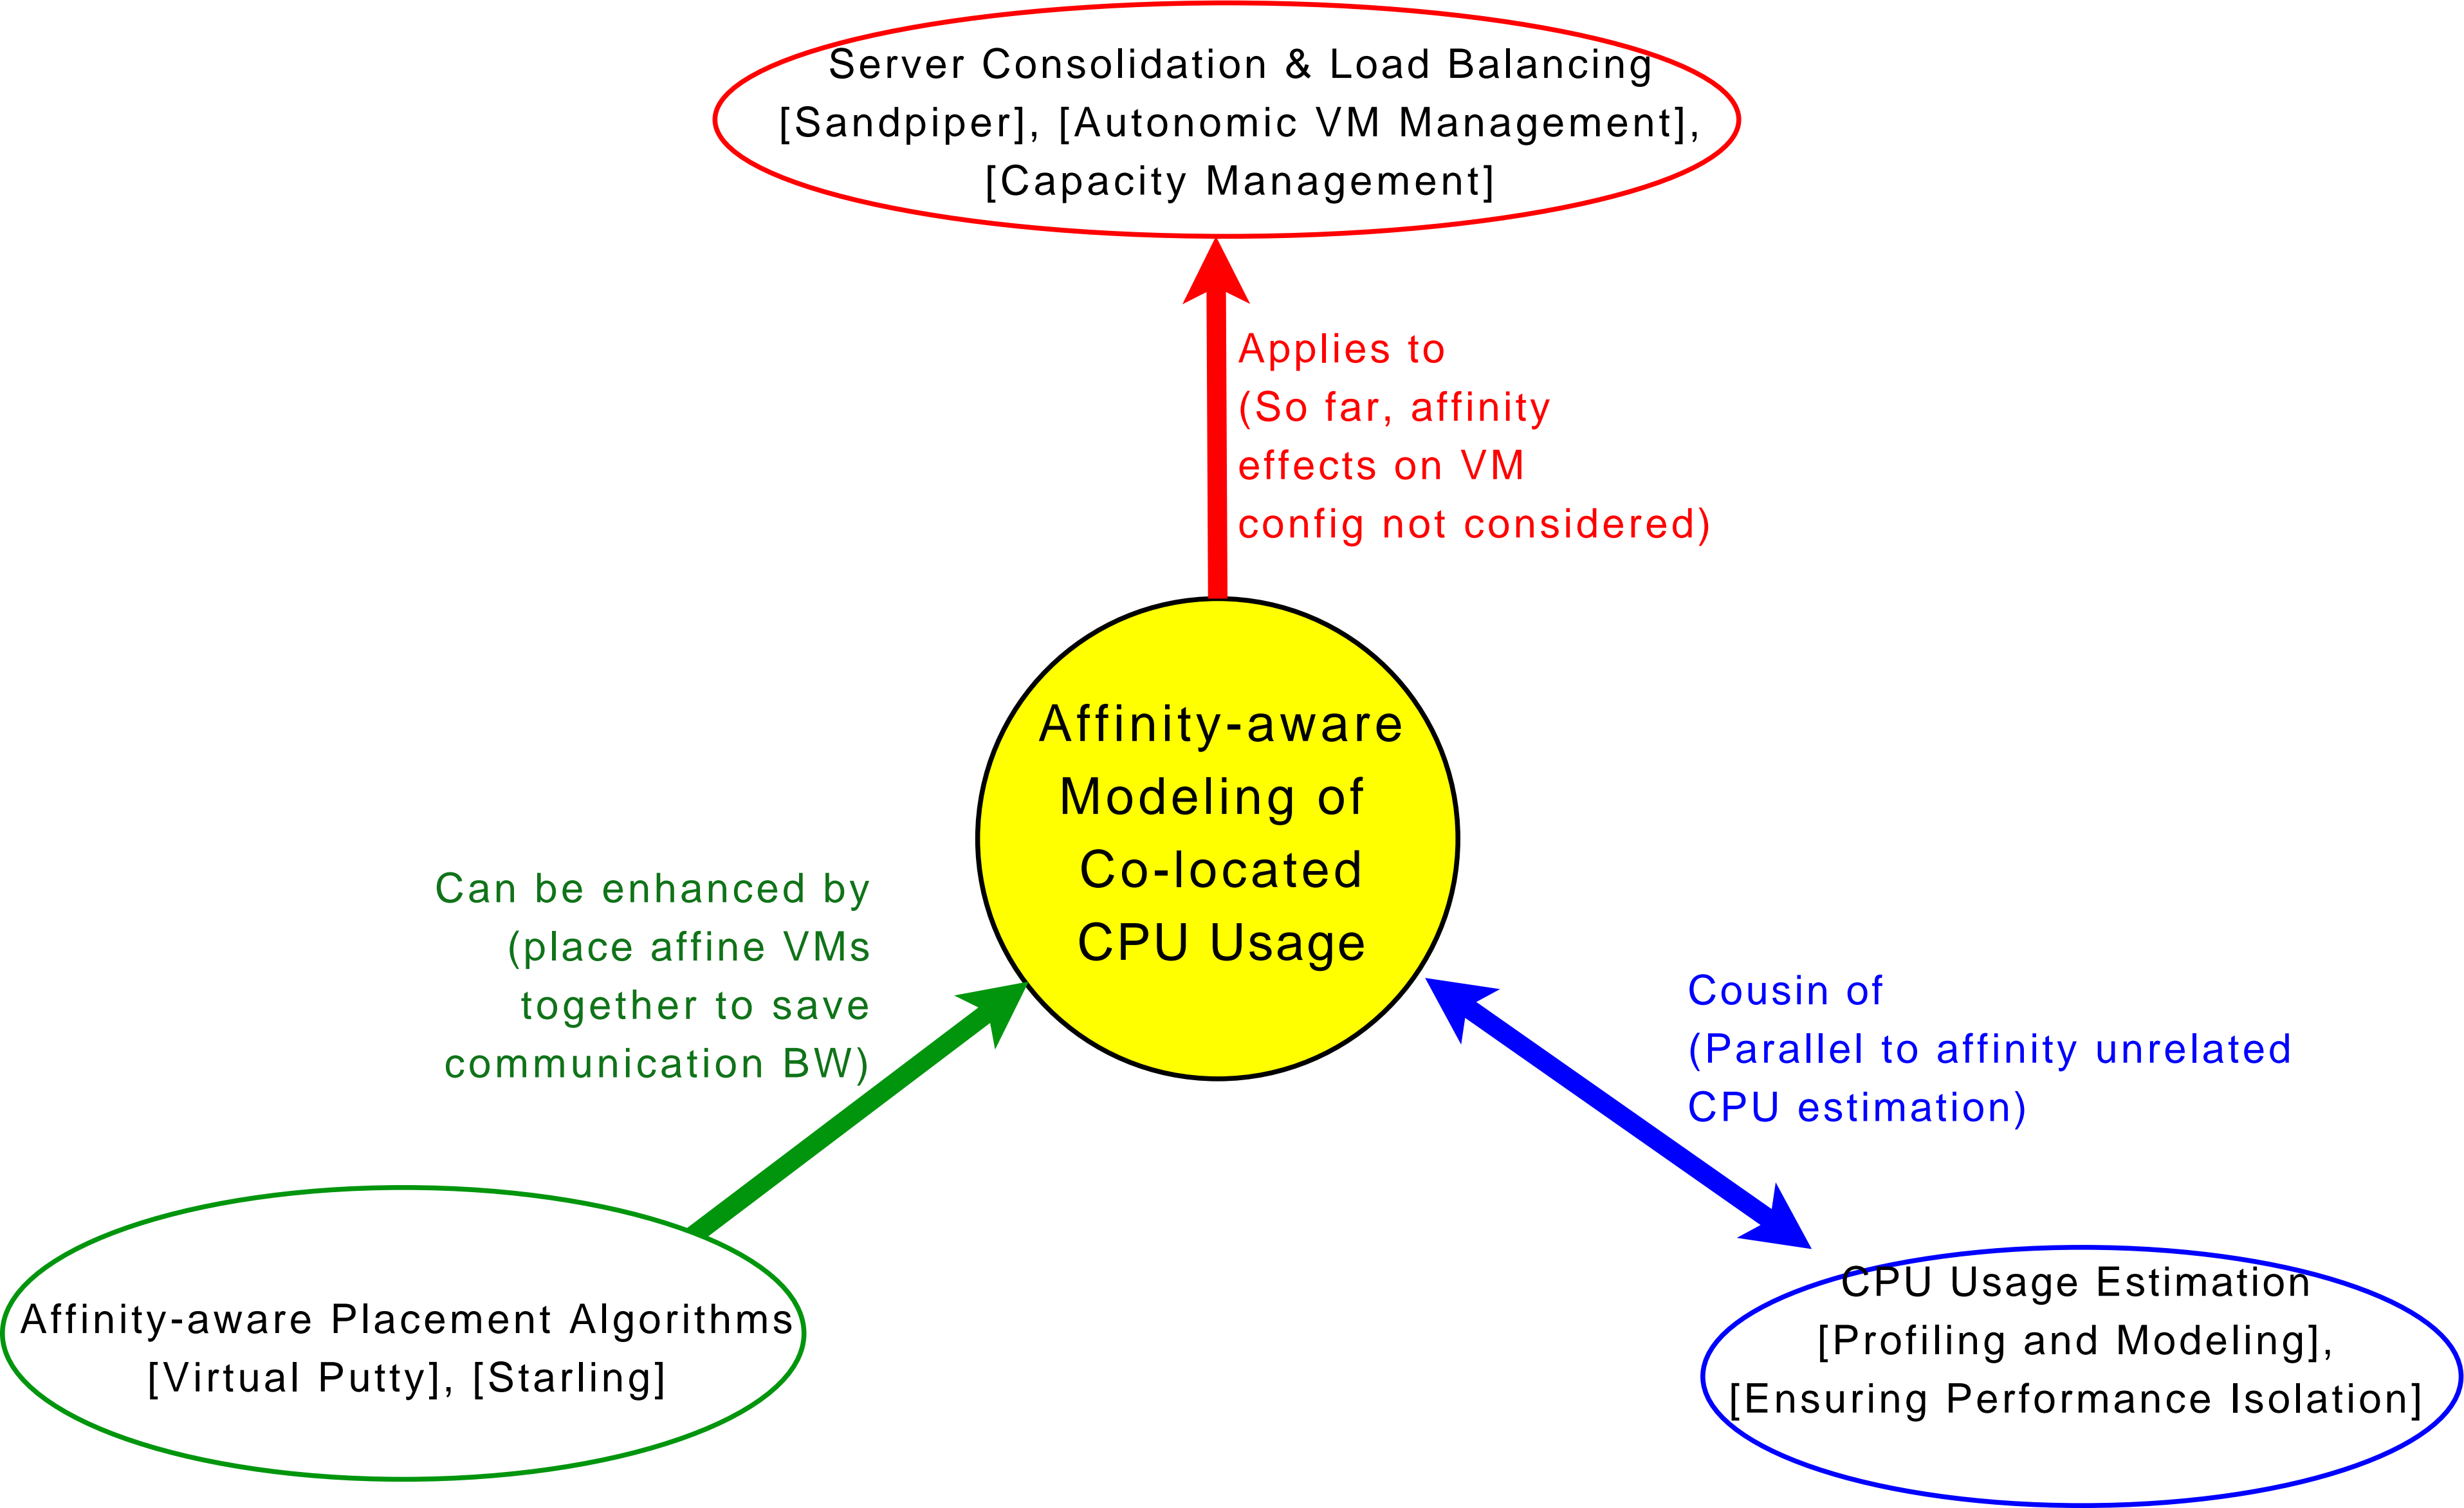 Server Consolidation & Load Balancing
[Sandpiper], [Autonomic VM Management],
[Capacity Management]
Applies to
(So far, affinity
effects on VM
config not considered)
Affinity-aware
Modeling of
Co-located
CPU Usage
Can be enhanced by
(place affine VMs
together to save
communication BW)
Cousin of
(Parallel to affinity unrelated
CPU estimation)
Affinity-aware Placement Algorithms
[Virtual Putty], [Starling]
CPU Usage Estimation
[Profiling and Modeling],
[Ensuring Performance Isolation]